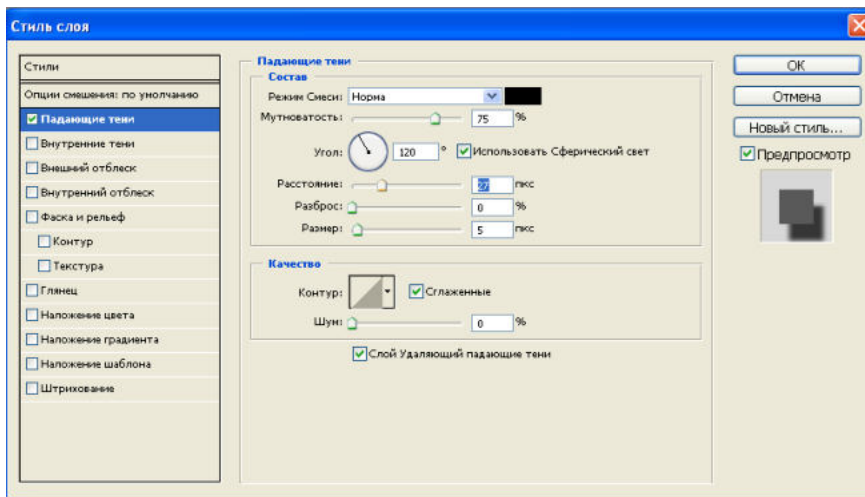 Стиль слоя
Стили
Опции смешения: по умолчанию
Падающие тени
Внутренние тени
Внешний отблеск
Внутренний отблеск
Фаска и рельеф
Контур
Текстура
Глянец
Наложение цвета
Наложение градиента
Наложение шаблона
Штрихование
Падающие тени
Состав
Режим Смеси: Норма
Мутноватость: 75 %
Угол: 120 ° Использовать Сферический свет
Расстояние: 27 пкс
Разброс: 0 %
Размер: 5 пкс
Качество
Контур: Сглаженные
Шум: 0 %
Слой Удаляющий падающие тени
OK
Отмена
Новый стиль...
Предпросмотр